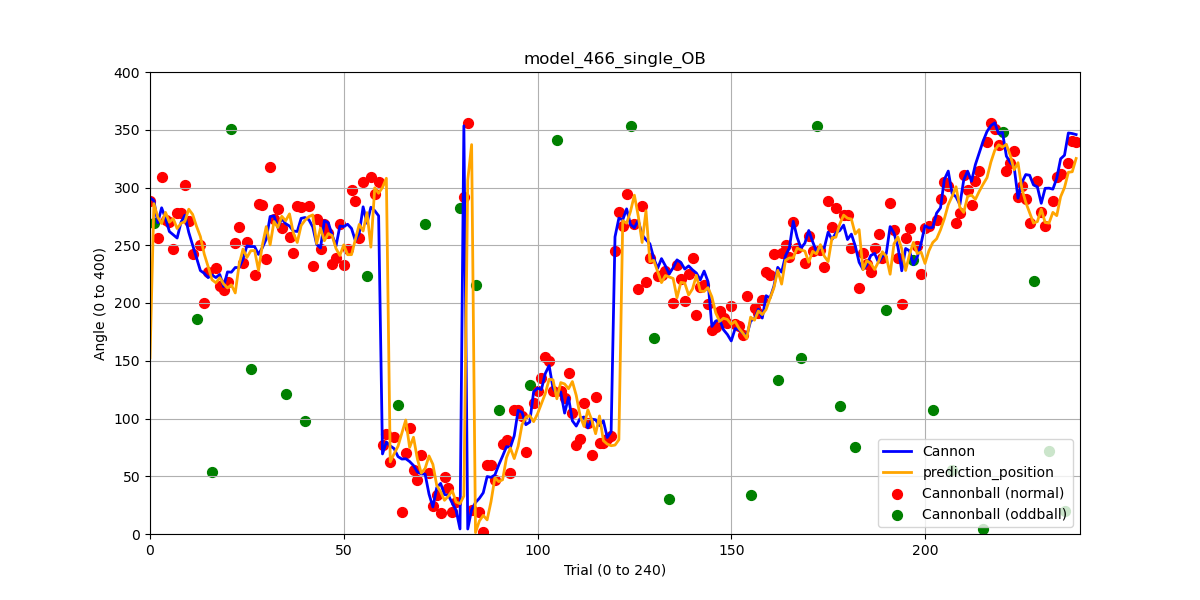 model_466_single_OB
400
350
300
250
200
150
100
50
0
Angle (0 to 400)
0
50
100
150
200
Trial (0 to 240)
Cannon
prediction_position
Cannonball (normal)
Cannonball (oddball)